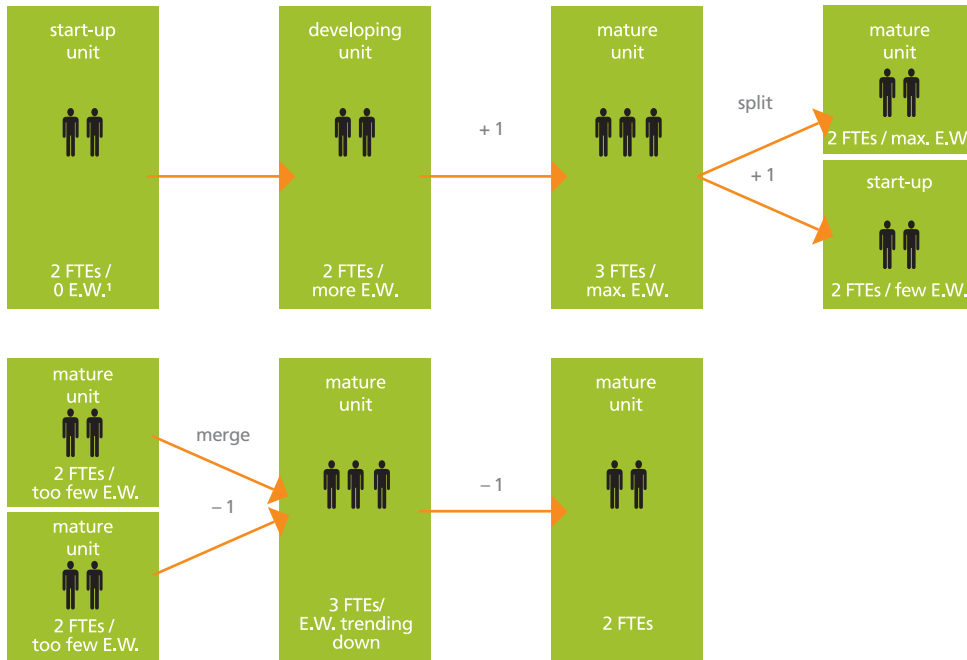 start-up
unit
2 FTEs /
0 E.W.¹
developing
unit
2 FTEs /
more E.W.
+ 1
mature
unit
3 FTEs /
max. E.W.
split
+ 1
mature
unit
2 FTEs / max. E.W.
start-up
2 FTEs / few E.W.
mature
unit
2 FTEs /
too few E.W.
mature
unit
2 FTEs /
too few E.W.
merge
– 1
mature
unit
3 FTEs/
E.W. trending
down
– 1
mature
unit
2 FTEs